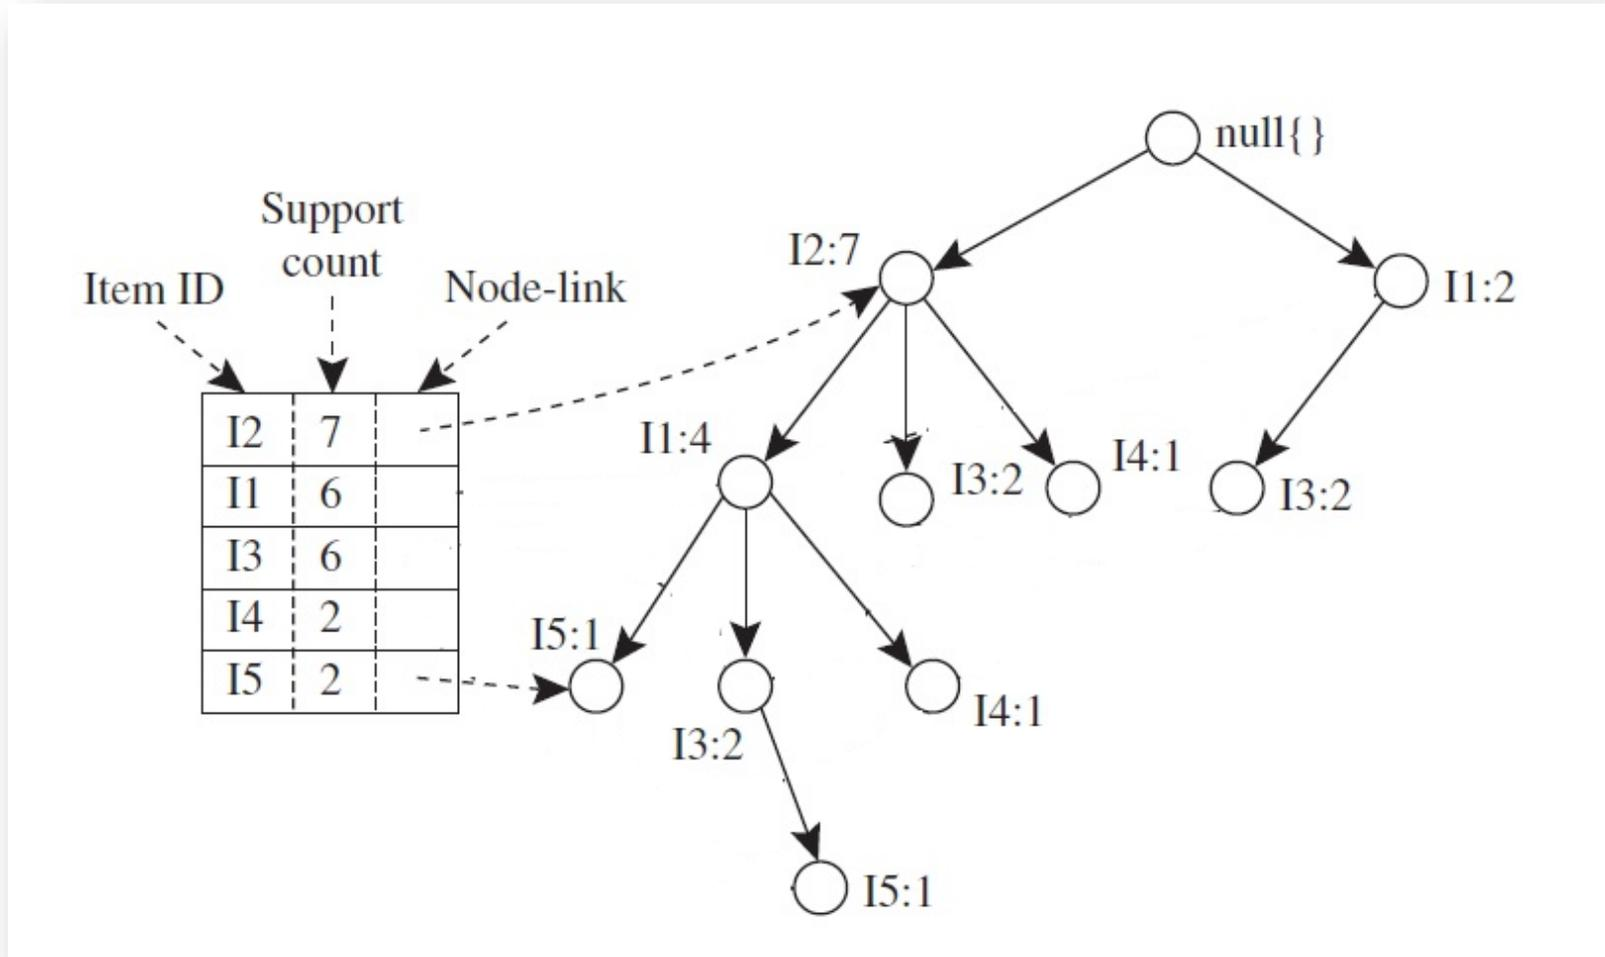 null{}
Support
count
Item ID
Node-link
I2:7
I1:2
I2 7
I1 6
I3 6
I4 2
I5 2
I1:4
I3:2
I4:1
I3:2
I5:1
I3:2
I4:1
I5:1